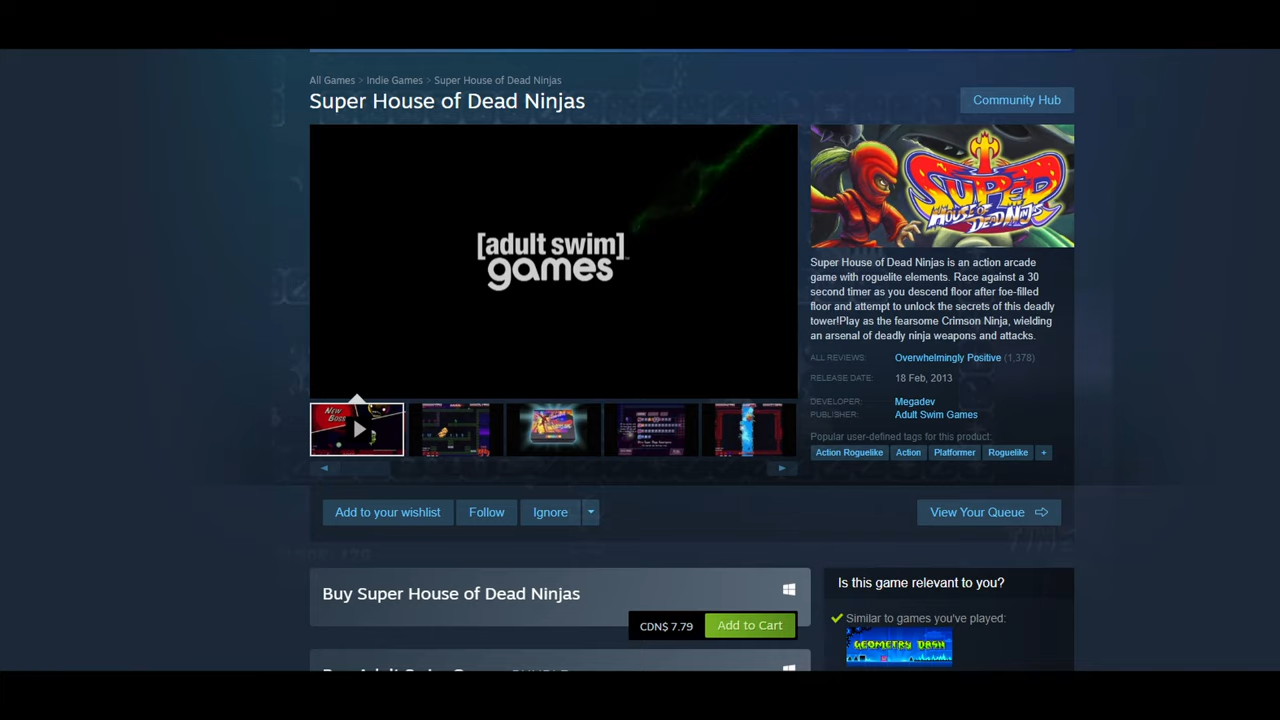 All Games > Indie Games > Super House of Dead Ninjas
Super House of Dead Ninjas
Community Hub
[adult swim]
games
SUPER
HOUSE OF
DEAD NINJAS
Super House of Dead Ninjas is an action arcade
game with roguelite elements. Race against a 30
second timer as you descend floor after foe-filled
floor and attempt to unlock the secrets of this deadly
tower!Play as the fearsome Crimson Ninja, wielding
an arsenal of deadly ninja weapons and attacks.
ALL REVIEWS: Overwhelmingly Positive (1,378)
RELEASE DATE: 18 Feb, 2013
DEVELOPER: Megadev
PUBLISHER: Adult Swim Games
Popular user-defined tags for this product:
Action Roguelike Action Platformer Roguelike +
NEW
BOSS
Add to your wishlist Follow Ignore View Your Queue
Buy Super House of Dead Ninjas
CDN$ 7.79 Add to Cart
Is this game relevant to you?
Similar to games you've played:
GEOMETRY DASH